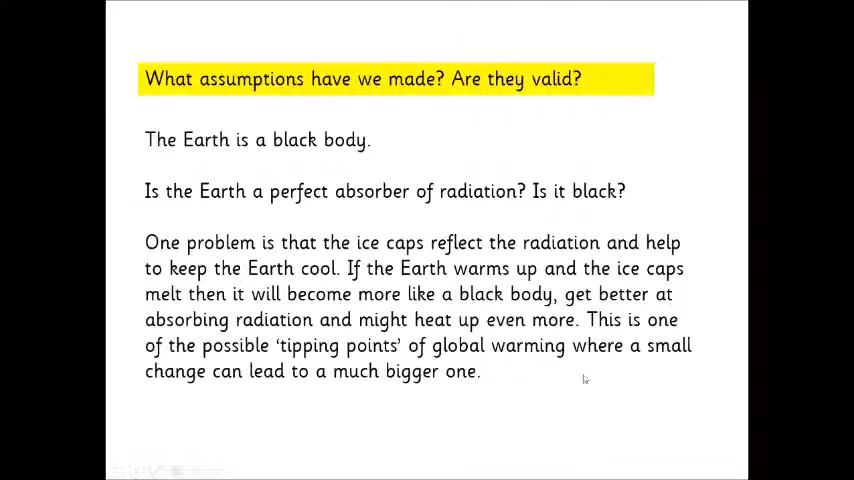 What assumptions have we made? Are they valid?
The Earth is a black body.
Is the Earth a perfect absorber of radiation? Is it black?
One problem is that the ice caps reflect the radiation and help
to keep the Earth cool. If the Earth warms up and the ice caps
melt then it will become more like a black body, get better at
absorbing radiation and might heat up even more. This is one
of the possible ‘tipping points’ of global warming where a small
change can lead to a much bigger one.